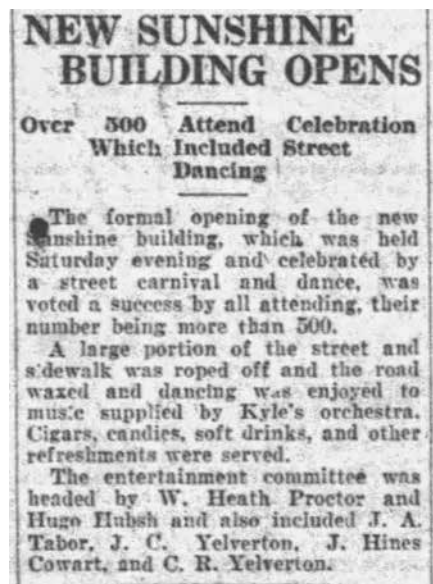 NEW SUNSHINE
BUILDING OPENS
Over 500 Attend Celebration
Which Included Street
Dancing
The formal opening of the new
Sunshine building, which was held
Saturday evening and celebrated by
a street carnival and dance, was
voted a success by all attending, their
number being more than 500.
A large portion of the street and
sidewalk was roped off and the road
waxed and dancing was enjoyed to
music supplied by Kyle's orchestra.
Cigars, candies, soft drinks, and other
refreshments were served.
The entertainment committee was
headed by W. Heath Proctor and
Hugo Hubsh and also included J. A.
Tabor, J. C. Yelverton, J. Hines
Cowart, and C. R. Yelverton.